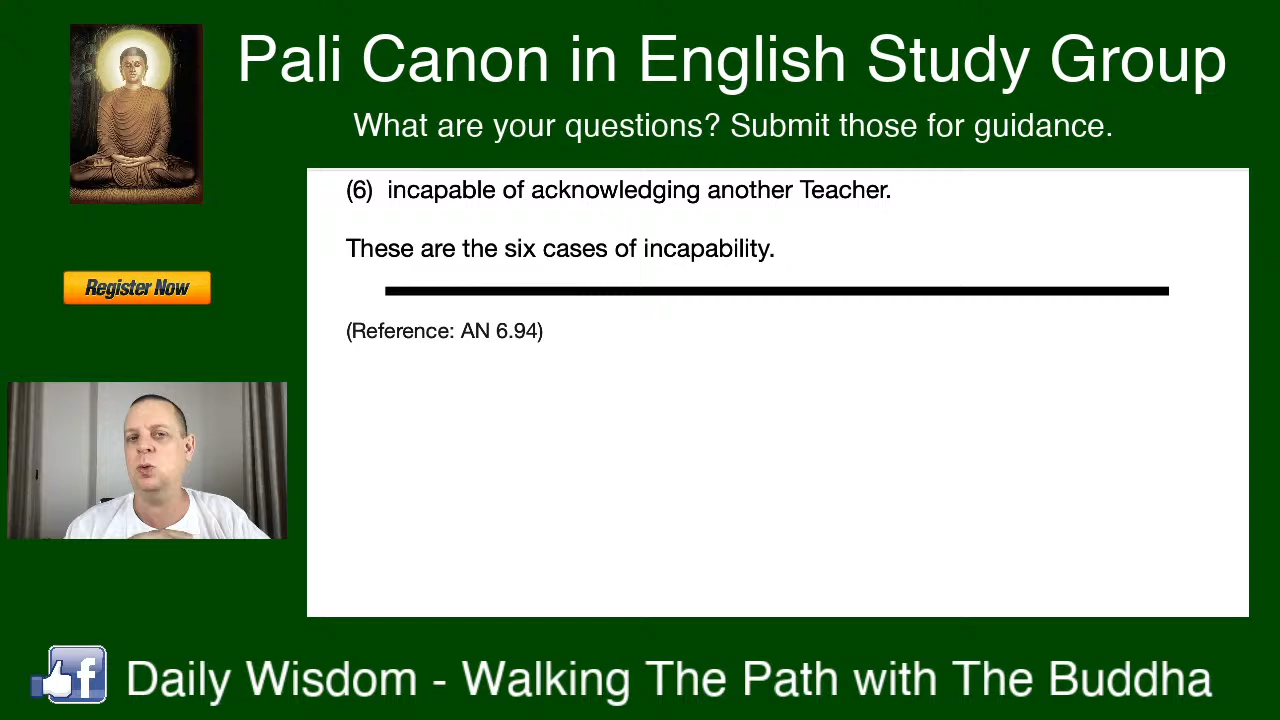 Pali Canon in English Study Group
What are your questions? Submit those for guidance.
(6) incapable of acknowledging another Teacher.
These are the six cases of incapability.
(Reference: AN 6.94)
Register Now
f
Daily Wisdom - Walking The Path with The Buddha